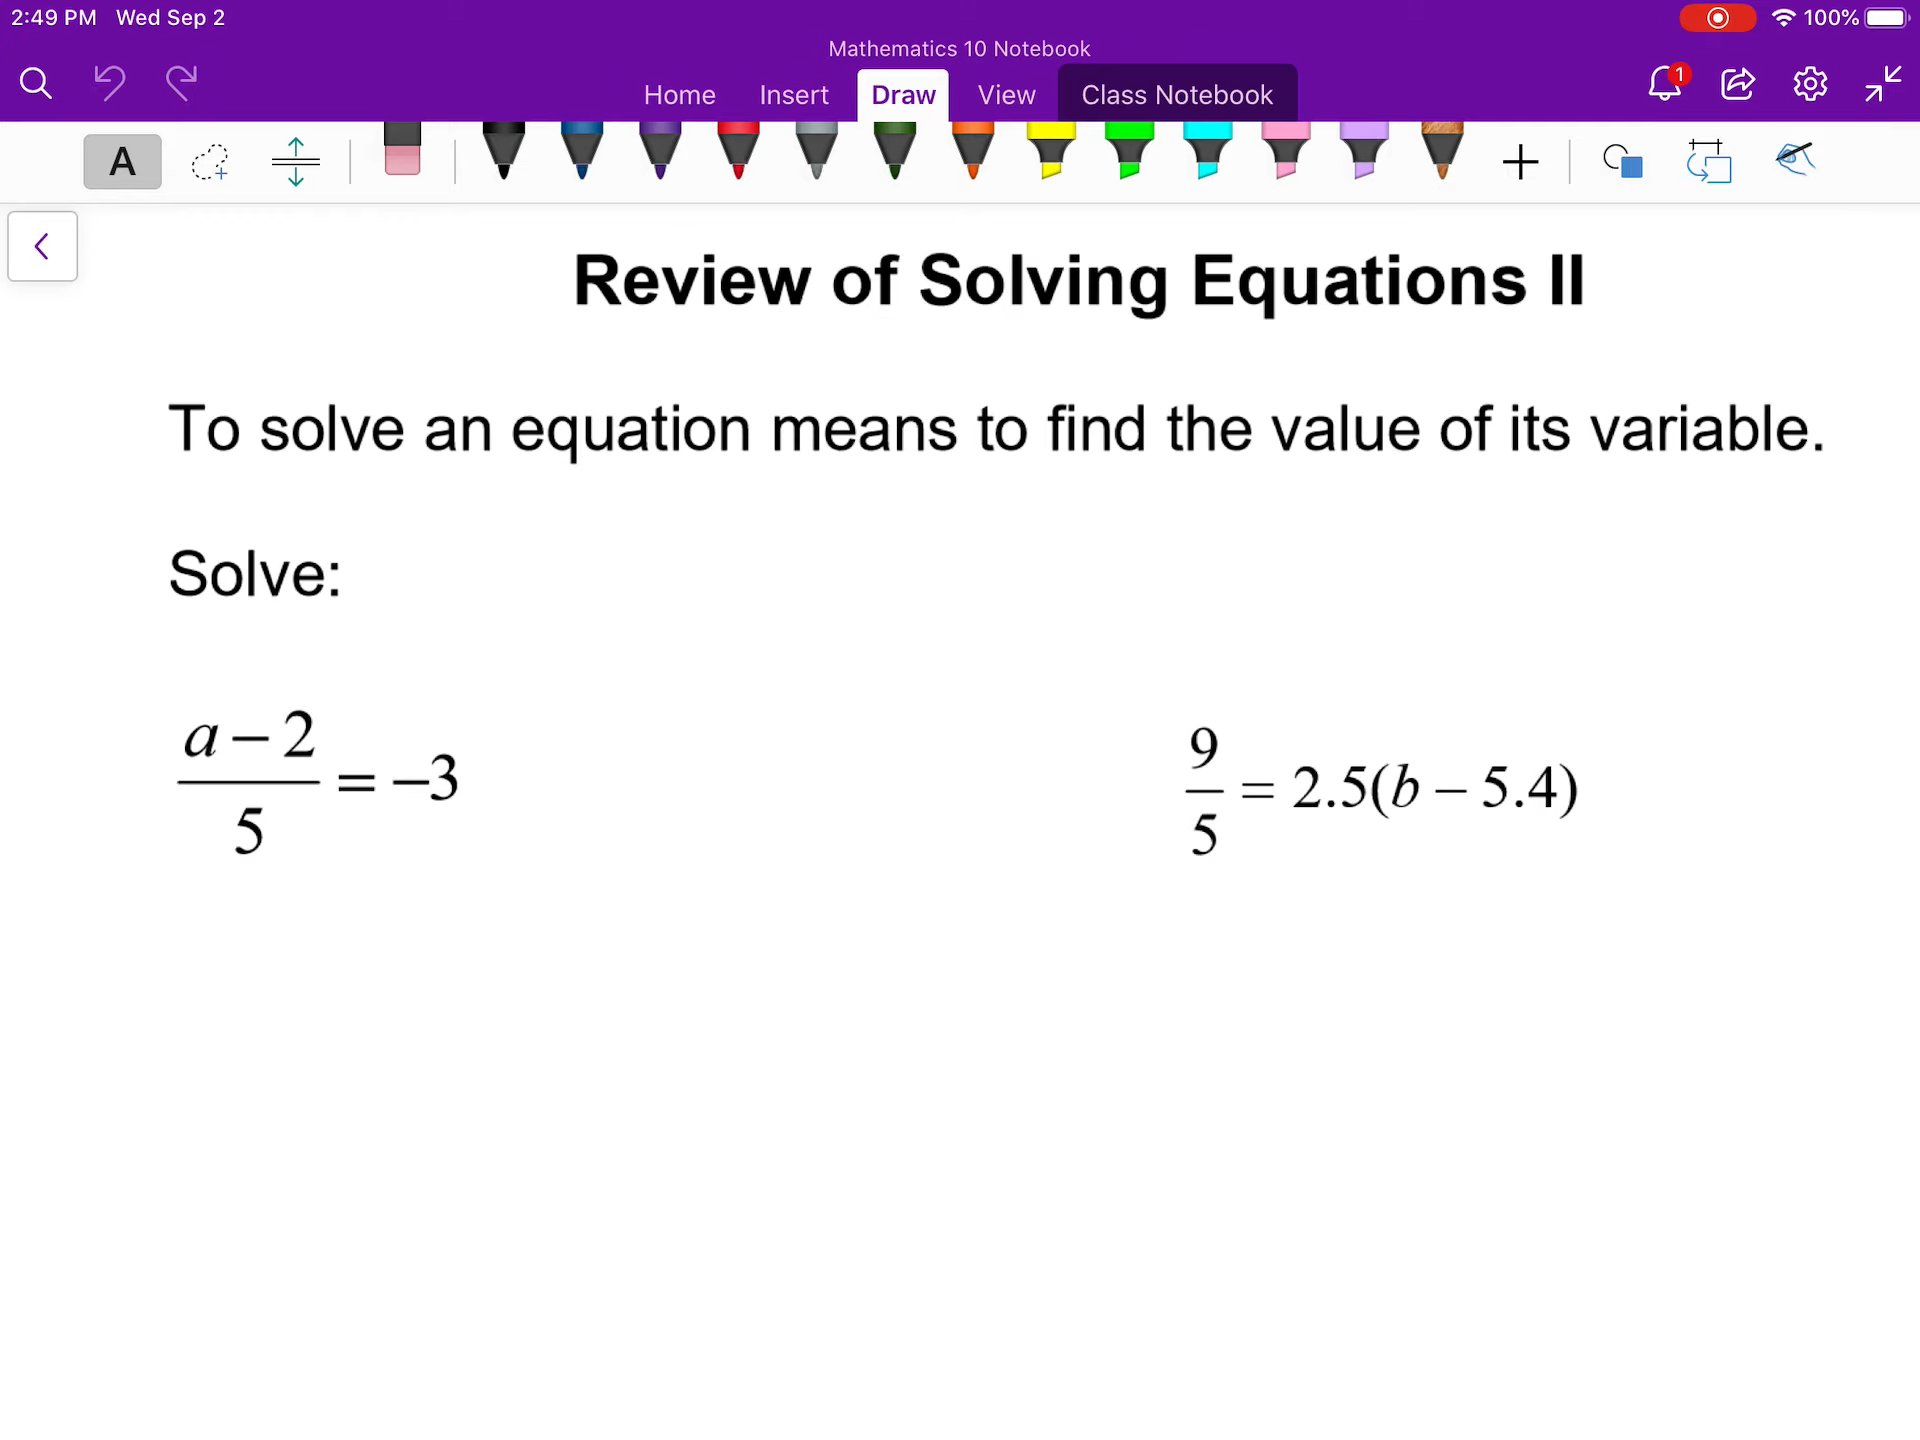 2:49 PM Wed Sep 2
100%
Mathematics 10 Notebook
Home Insert Draw View Class Notebook
1
A
Review of Solving Equations II
To solve an equation means to find the value of its variable.
Solve:
(a – 2)/5 = –3
9/5 = 2.5(b – 5.4)